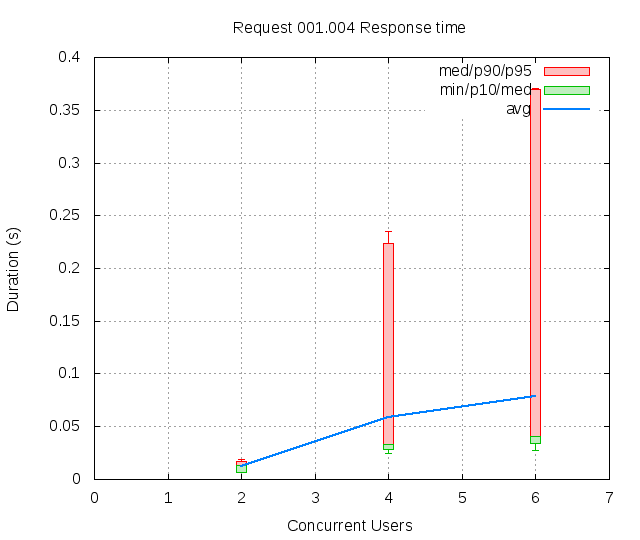 Request 001.004 Response time
0.4
0.35
0.3
0.25
0.2
0.15
0.1
0.05
0
0 1 2 3 4 5 6 7
Duration (s)
Concurrent Users
med/p90/p95
min/p10/med
avg